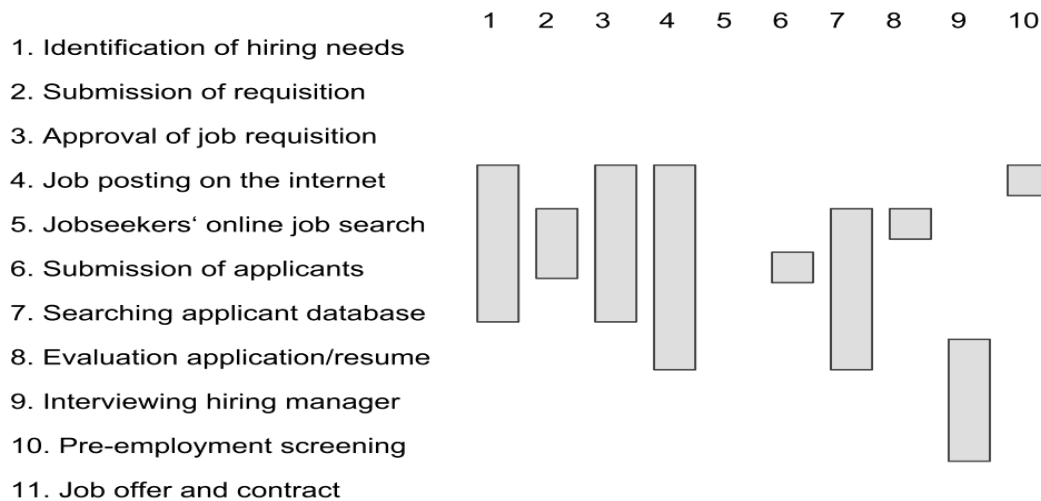 1 2 3 4 5 6 7 8 9 10
1. Identification of hiring needs
2. Submission of requisition
3. Approval of job requisition
4. Job posting on the internet
5. Jobseekers‘ online job search
6. Submission of applicants
7. Searching applicant database
8. Evaluation application/resume
9. Interviewing hiring manager
10. Pre-employment screening
11. Job offer and contract